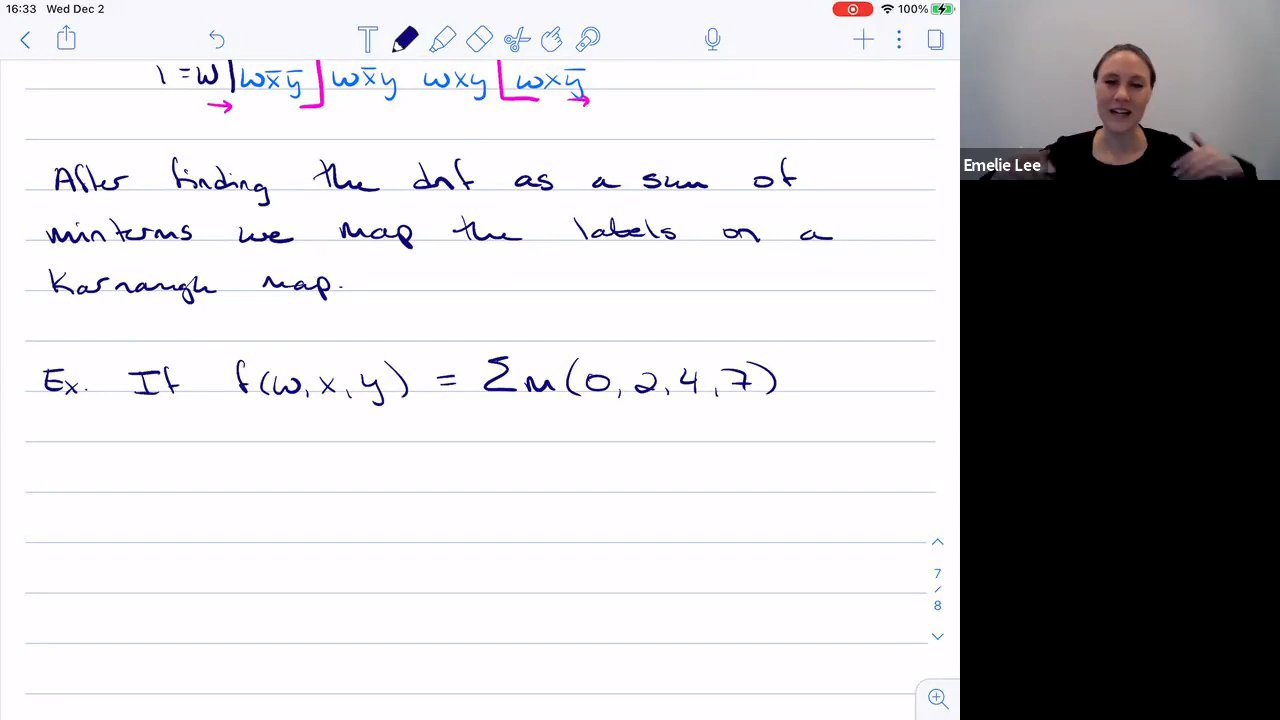 16:33 Wed Dec 2
100%
1 = w wx̄ȳ wx̄y wxy wxȳ
After finding the dnf as a sum of
minterms we map the labels on a
Karnaugh map.
Ex. If f(w, x, y) = Σm(0, 2, 4, 7)
7
/
8
Emelie Lee